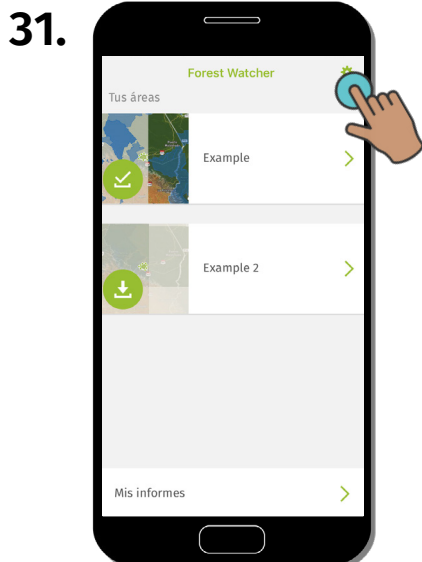 31.
Forest Watcher
Tus áreas
Example
Example 2
Mis informes